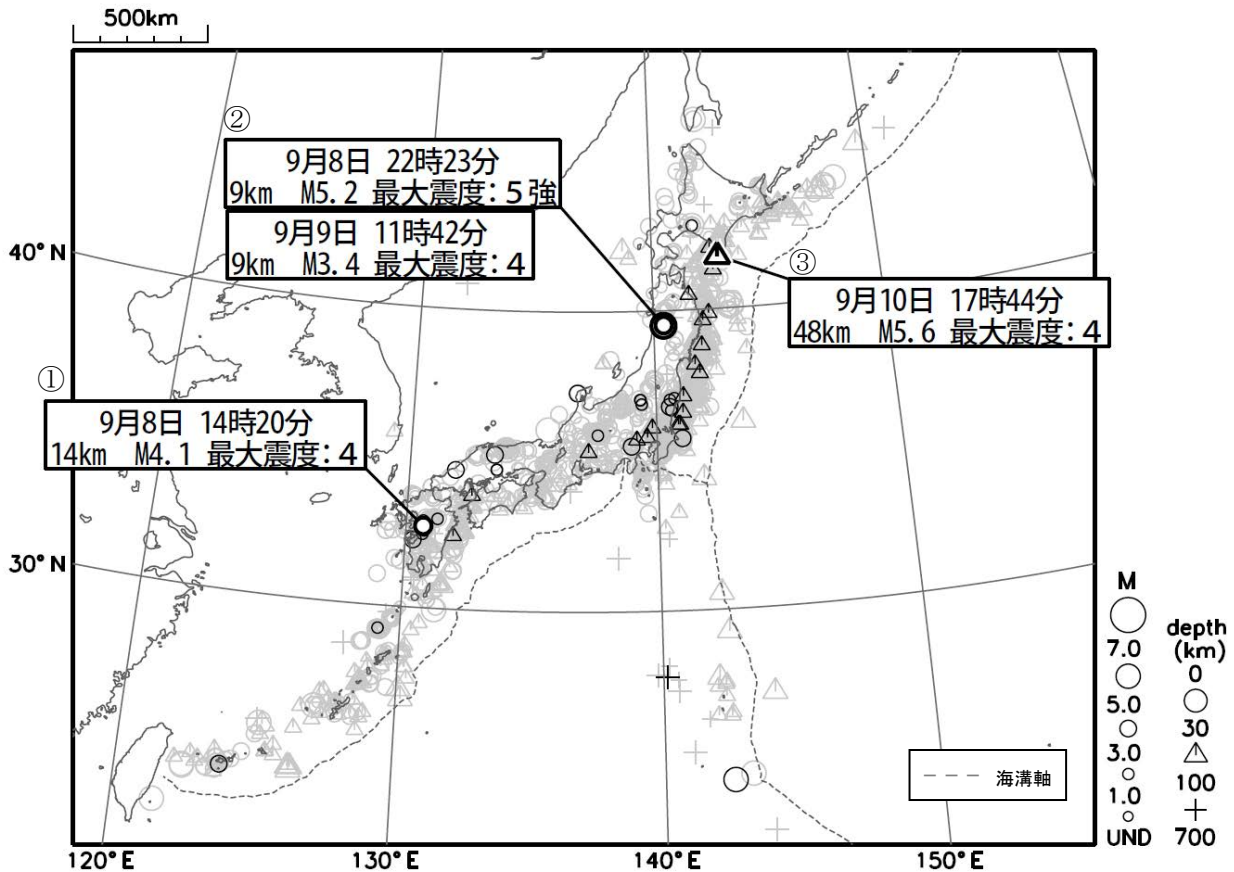 500km
②
9月8日 22時23分
9km M5.2 最大震度:5強
9月9日 11時42分
9km M3.4 最大震度:4
40°N
③
9月10日 17時44分
48km M5.6 最大震度:4
①
9月8日 14時20分
14km M4.1 最大震度:4
30°N
M
7.0
5.0
3.0
1.0
UND
depth
(km)
0
30
100
700
海溝軸
120°E
130°E
140°E
150°E